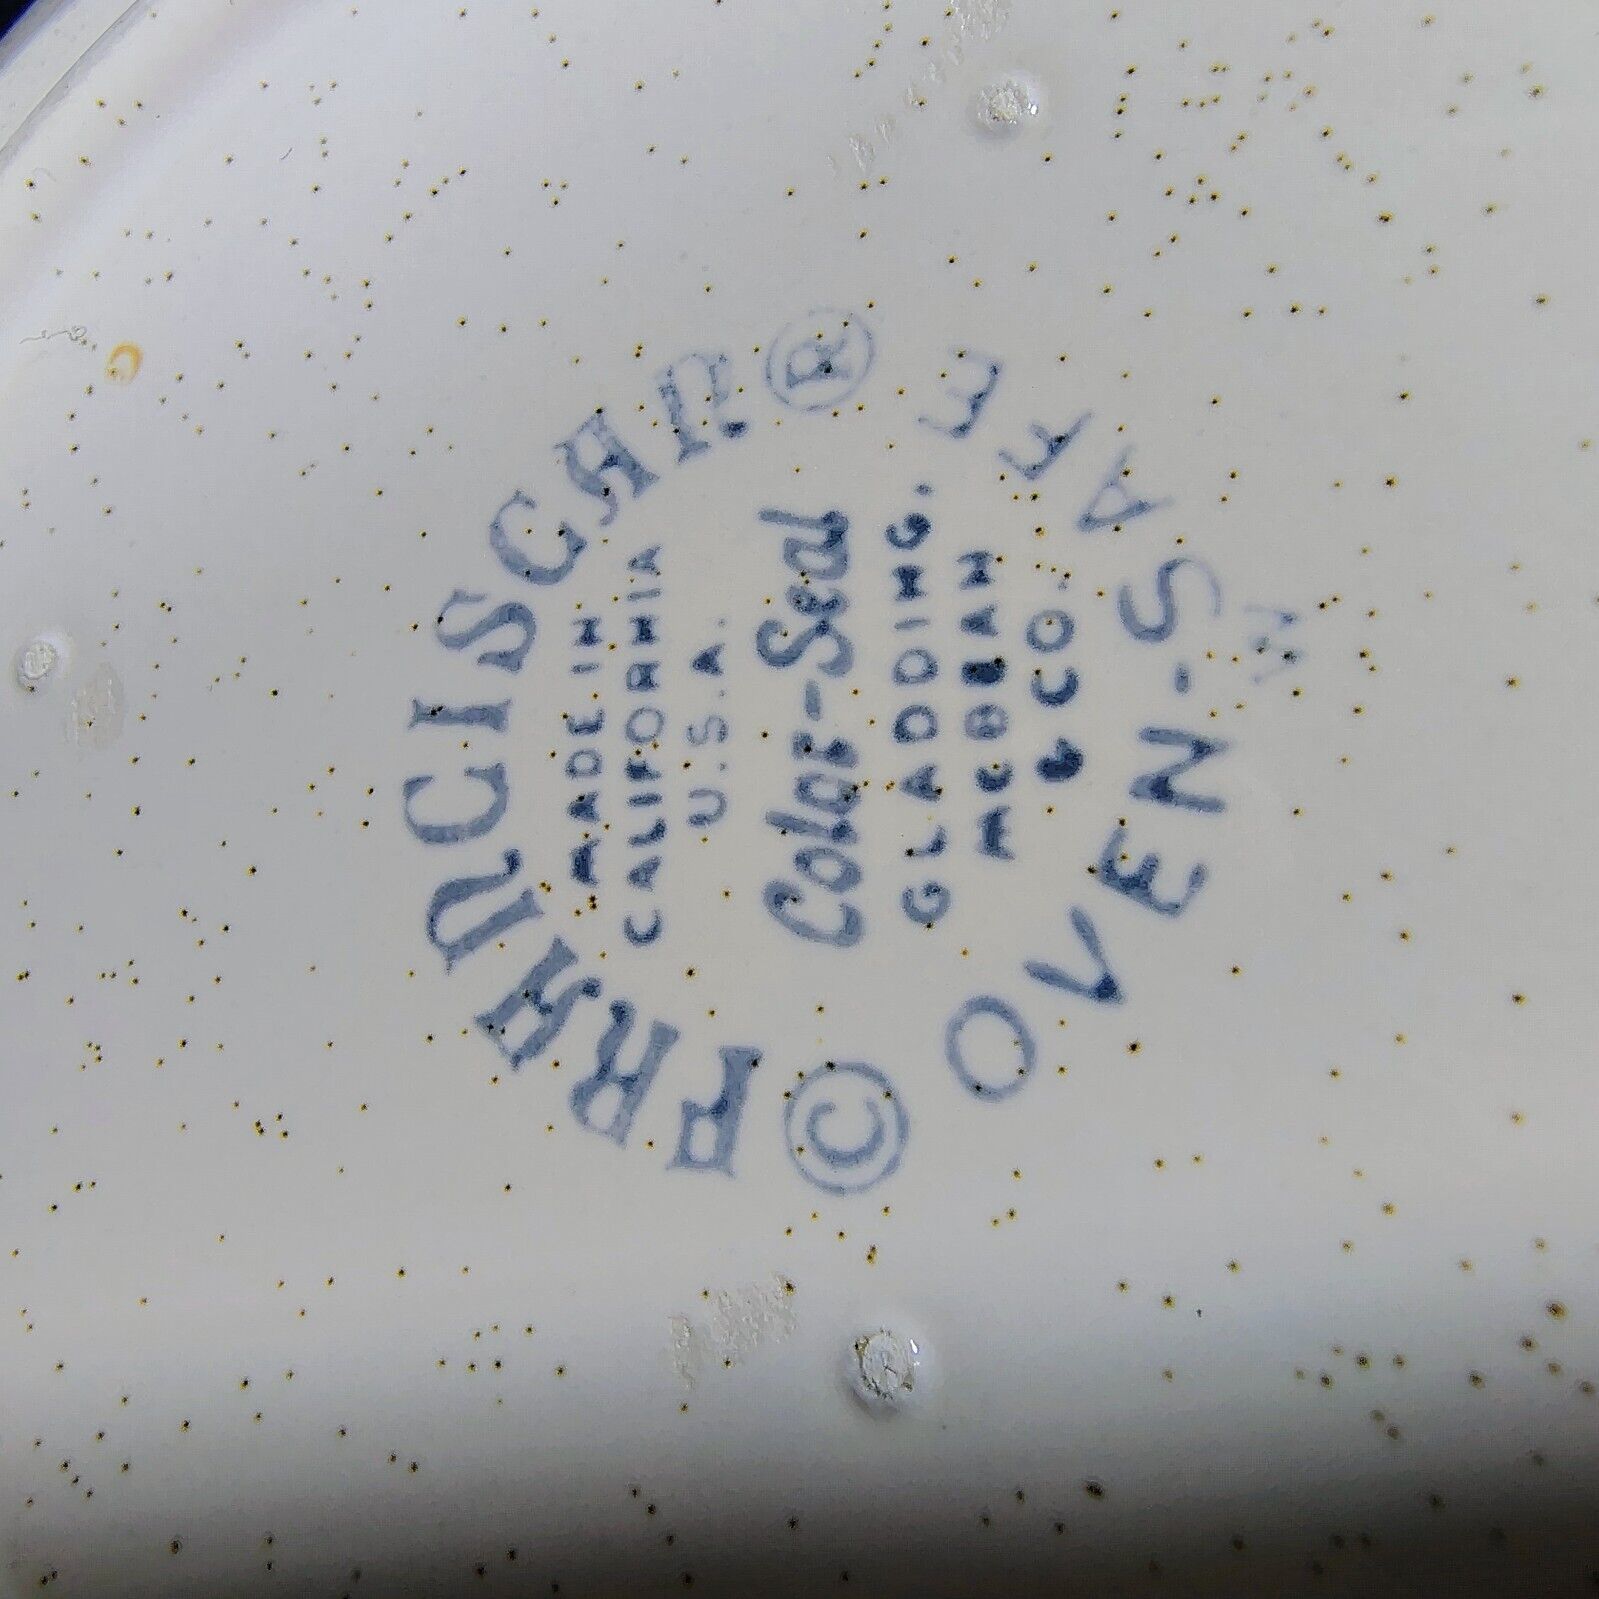 FRANCISCAN ®
MADE IN
CALIFORNIA
U.S.A.
Color-Seal
GLADDING,
McBEAN
& CO.
© OVEN-SAFE